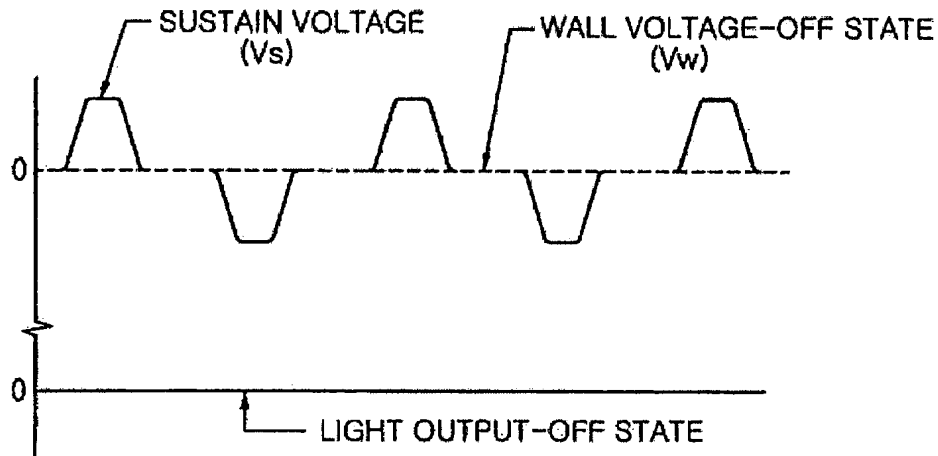 SUSTAIN VOLTAGE
(Vs)
WALL VOLTAGE-OFF STATE
(Vw)
0
0
LIGHT OUTPUT-OFF STATE